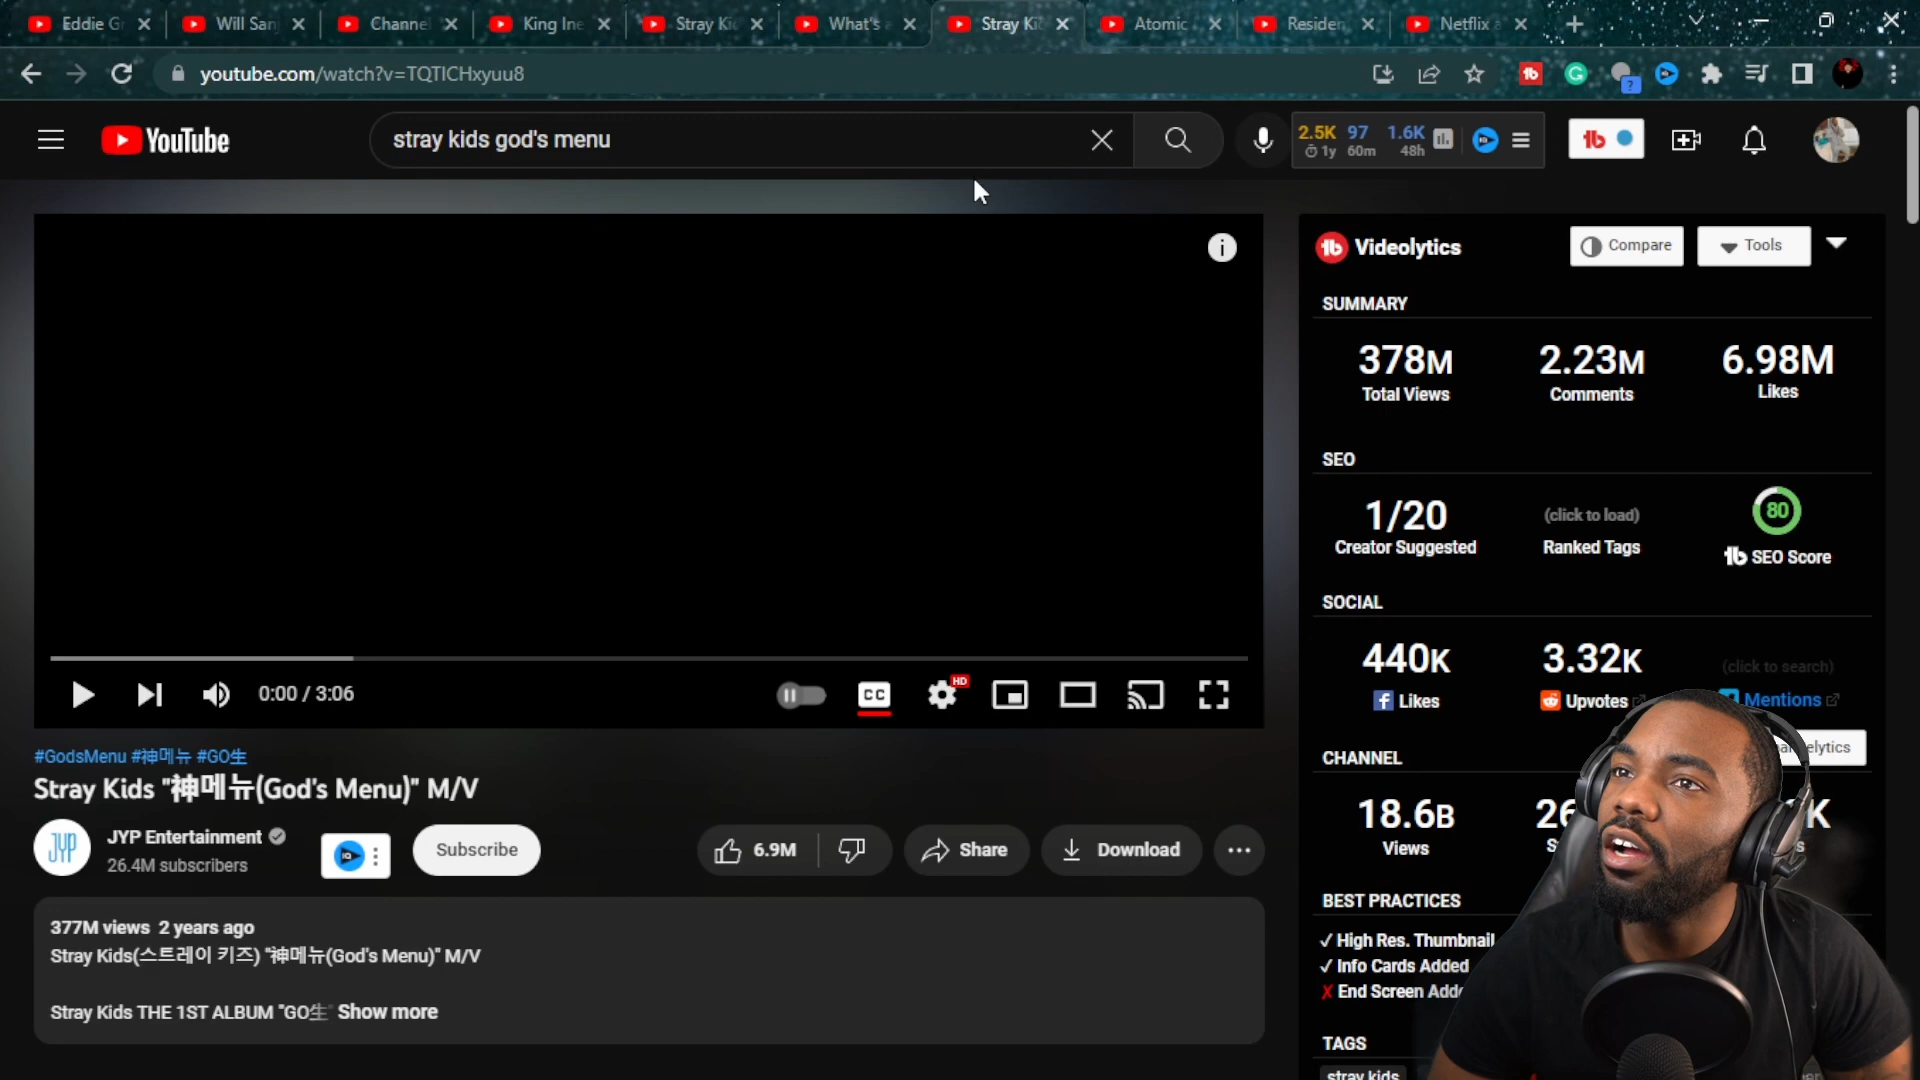 Eddie G
Will San
Channe
King Ine
Stray Ki
What's
Stray Ki
Atomic
Residen
Netflix
youtube.com/watch?v=TQTlCHxyuu8
YouTube
stray kids god's menu
2.5K 97 1.6K
1y 60m 48h
Videolytics
Compare
Tools
SUMMARY
378M 2.23M 6.98M
Total Views Comments Likes
SEO
1/20 (click to load) 80
Creator Suggested Ranked Tags SEO Score
SOCIAL
440K 3.32K (click to search)
Likes Upvotes Mentions
elytics
CHANNEL
18.6B 26 K
Views S s
BEST PRACTICES
✓ High Res. Thumbnail
✓ Info Cards Added
✗ End Screen Adde
TAGS
stray kids
HD
CC
0:00 / 3:06
#GodsMenu #神메뉴 #GO生
Stray Kids "神메뉴(God's Menu)" M/V
JYP
JYP Entertainment
26.4M subscribers
Subscribe
6.9M
Share
Download
377M views 2 years ago
Stray Kids(스트레이 키즈) "神메뉴(God's Menu)" M/V
Stray Kids THE 1ST ALBUM "GO生" Show more